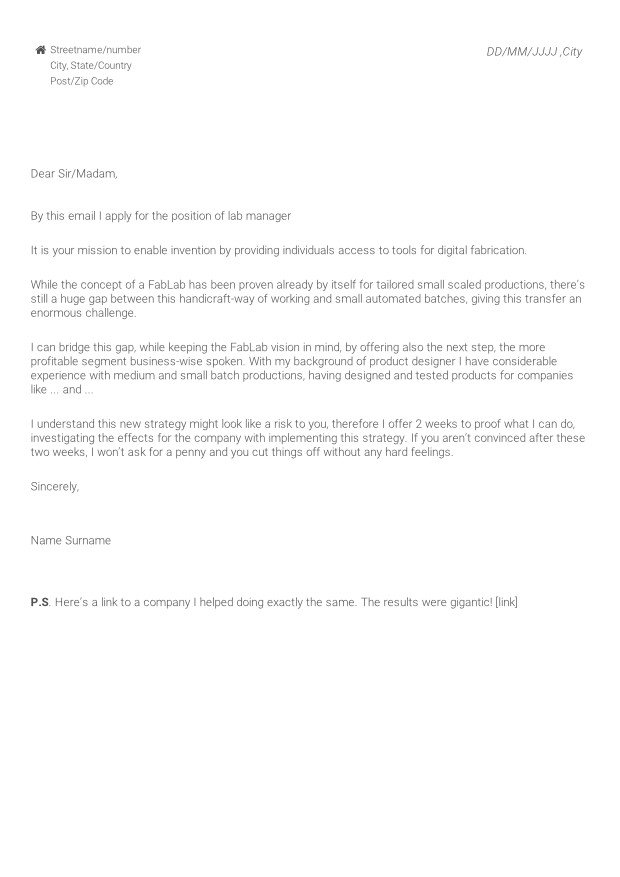 Streetname/number
City, State/Country
Post/Zip Code
DD/MM/JJJJ ,City
Dear Sir/Madam,
By this email I apply for the position of lab manager
It is your mission to enable invention by providing individuals access to tools for digital fabrication.
While the concept of a FabLab has been proven already by itself for tailored small scaled productions, there's
still a huge gap between this handicraft-way of working and small automated batches, giving this transfer an
enormous challenge.
I can bridge this gap, while keeping the FabLab vision in mind, by offering also the next step, the more
profitable segment business-wise spoken. With my background of product designer I have considerable
experience with medium and small batch productions, having designed and tested products for companies
like ... and ...
I understand this new strategy might look like a risk to you, therefore I offer 2 weeks to proof what I can do,
investigating the effects for the company with implementing this strategy. If you aren't convinced after these
two weeks, I won't ask for a penny and you cut things off without any hard feelings.
Sincerely,
Name Surname
P.S. Here's a link to a company I helped doing exactly the same. The results were gigantic! [link]